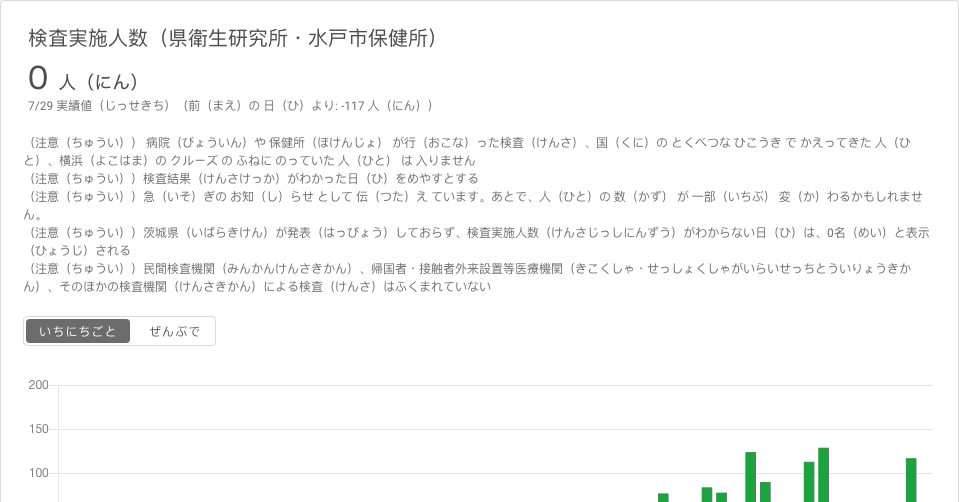 検査実施人数（県衛生研究所・水戸市保健所）
0 人（にん）
7/29 実績値（じっせきち）（前（まえ）の 日（ひ）より: -117 人（にん））
（注意（ちゅうい）） 病院（びょういん）や 保健所（ほけんじょ） が行（おこな）った検査（けんさ）、国（くに）の とくべつな ひこうき で かえってきた 人（ひ
と）、横浜（よこはま）の クルーズ の ふねに のっていた 人（ひと） は 入りません
（注意（ちゅうい））検査結果（けんさけっか）がわかった日（ひ）をめやすとする
（注意（ちゅうい））急（いそ）ぎの お知（し）らせ として 伝（つた）え ています。あとで、人（ひと）の 数（かず） が 一部（いちぶ） 変（か）わるかもしれませ
ん。
（注意（ちゅうい））茨城県（いばらきけん）が発表（はっぴょう）しておらず、検査実施人数（けんさじっしにんずう）がわからない日（ひ）は、0名（めい）と表示
（ひょうじ）される
（注意（ちゅうい））民間検査機関（みんかんけんさきかん）、帰国者・接触者外来設置等医療機関（きこくしゃ・せっしょくしゃがいらいせっちとういりょうきか
ん）、そのほかの検査機関（けんさきかん）による検査（けんさ）はふくまれていない
いちにちごと ぜんぶで
200
150
100